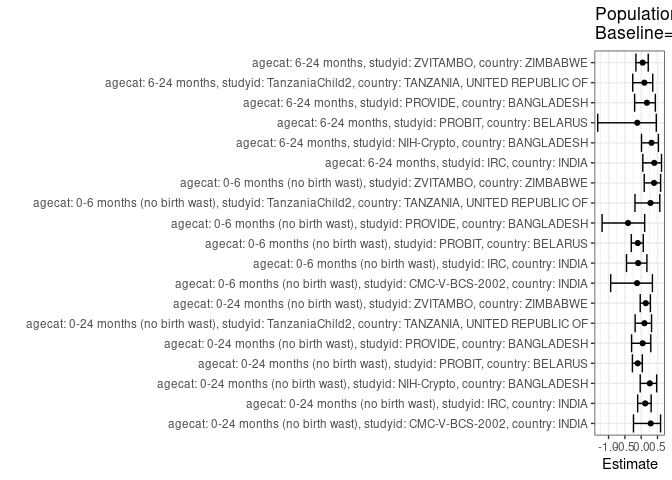 Population
Baseline=
agecat: 6-24 months, studyid: ZVITAMBO, country: ZIMBABWE
agecat: 6-24 months, studyid: TanzaniaChild2, country: TANZANIA, UNITED REPUBLIC OF
agecat: 6-24 months, studyid: PROVIDE, country: BANGLADESH
agecat: 6-24 months, studyid: PROBIT, country: BELARUS
agecat: 6-24 months, studyid: NIH-Crypto, country: BANGLADESH
agecat: 6-24 months, studyid: IRC, country: INDIA
agecat: 0-6 months (no birth wast), studyid: ZVITAMBO, country: ZIMBABWE
agecat: 0-6 months (no birth wast), studyid: TanzaniaChild2, country: TANZANIA, UNITED REPUBLIC OF
agecat: 0-6 months (no birth wast), studyid: PROVIDE, country: BANGLADESH
agecat: 0-6 months (no birth wast), studyid: PROBIT, country: BELARUS
agecat: 0-6 months (no birth wast), studyid: IRC, country: INDIA
agecat: 0-6 months (no birth wast), studyid: CMC-V-BCS-2002, country: INDIA
agecat: 0-24 months (no birth wast), studyid: ZVITAMBO, country: ZIMBABWE
agecat: 0-24 months (no birth wast), studyid: TanzaniaChild2, country: TANZANIA, UNITED REPUBLIC OF
agecat: 0-24 months (no birth wast), studyid: PROVIDE, country: BANGLADESH
agecat: 0-24 months (no birth wast), studyid: PROBIT, country: BELARUS
agecat: 0-24 months (no birth wast), studyid: NIH-Crypto, country: BANGLADESH
agecat: 0-24 months (no birth wast), studyid: IRC, country: INDIA
agecat: 0-24 months (no birth wast), studyid: CMC-V-BCS-2002, country: INDIA
Estimate